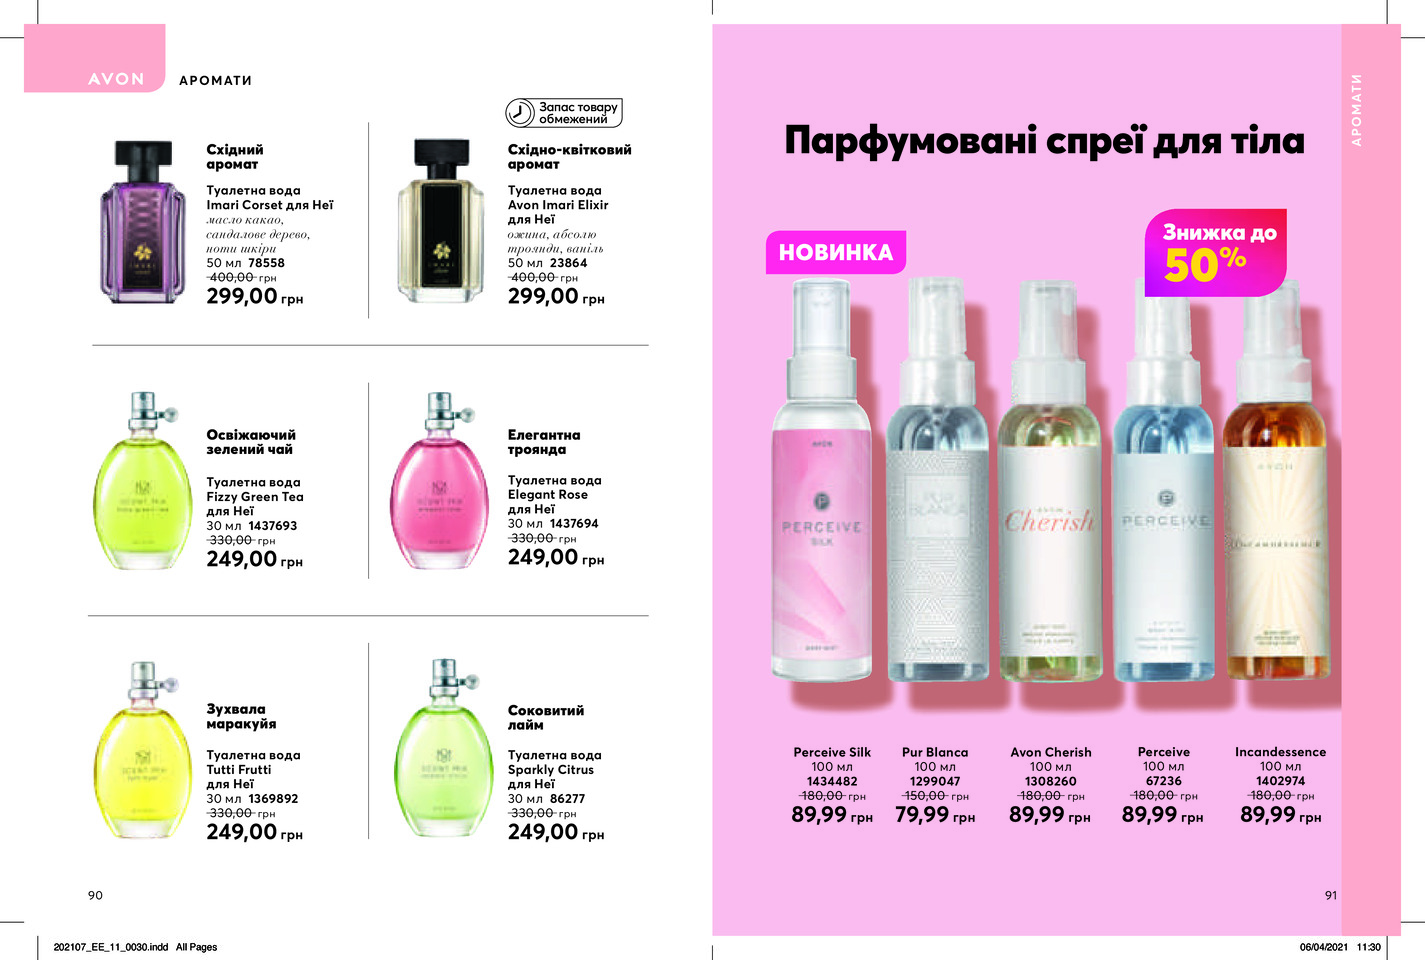 AVON АРОМАТИ
Східний
аромат
Туалетна вода
Imari Corset для Неї
масло какао,
сандалове дерево,
ноти шкіри
50 мл 78558
400,00 грн
299,00 грн
Запас товару
обмежений
Східно-квітковий
аромат
Туалетна вода
Avon Imari Elixir
для Неї
ожина, абсолю
троянди, ваніль
50 мл 23864
400,00 грн
299,00 грн
Освіжаючий
зелений чай
Туалетна вода
Fizzy Green Tea
для Неї
30 мл 1437693
330,00 грн
249,00 грн
Елегантна
троянда
Туалетна вода
Elegant Rose
для Неї
30 мл 1437694
330,00 грн
249,00 грн
Зухвала
маракуйя
Туалетна вода
Tutti Frutti
для Неї
30 мл 1369892
330,00 грн
249,00 грн
Соковитий
лайм
Туалетна вода
Sparkly Citrus
для Неї
30 мл 86277
330,00 грн
249,00 грн
90
АРОМАТИ
Парфумовані спреї для тіла
НОВИНКА
Знижка до
50%
AVON
PERCEIVE
SILK
PUR
BLANCA
Cherish
PERCEIVE
AVON
INCANDESSENCE
Perceive Silk
100 мл
1434482
180,00 грн
89,99 грн
Pur Blanca
100 мл
1299047
150,00 грн
79,99 грн
Avon Cherish
100 мл
1308260
180,00 грн
89,99 грн
Perceive
100 мл
67236
180,00 грн
89,99 грн
Incandessence
100 мл
1402974
180,00 грн
89,99 грн
91
202107_EE_11_0030.indd All Pages
06/04/2021 11:30